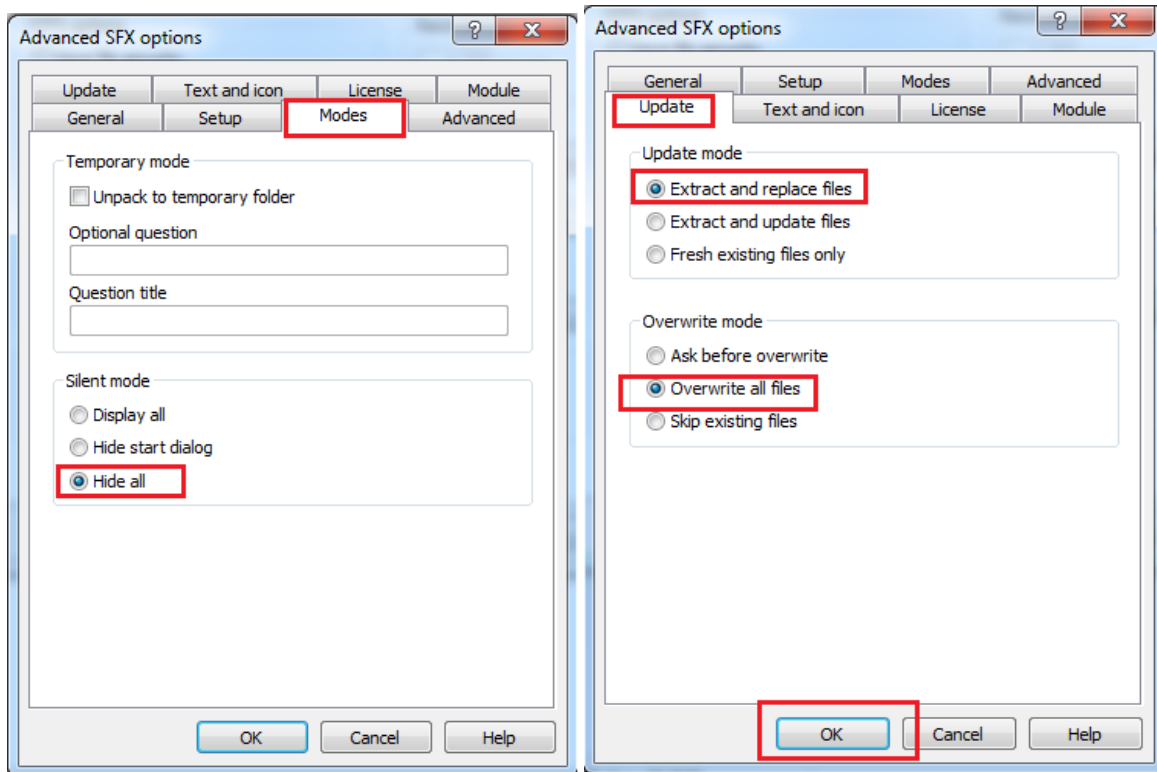 Advanced SFX options
Update Text and icon License Module
General Setup Modes Advanced
Temporary mode
Unpack to temporary folder
Optional question
Question title
Silent mode
Display all
Hide start dialog
Hide all
OK Cancel Help
Advanced SFX options
General Setup Modes Advanced
Update Text and icon License Module
Update mode
Extract and replace files
Extract and update files
Fresh existing files only
Overwrite mode
Ask before overwrite
Overwrite all files
Skip existing files
OK Cancel Help